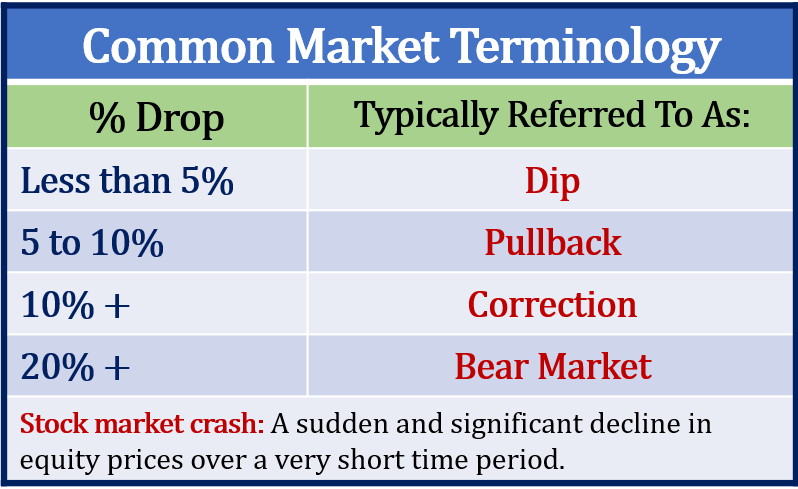 Common Market Terminology
% Drop
Typically Referred To As:
Less than 5%
Dip
5 to 10%
Pullback
10% +
Correction
20% +
Bear Market
Stock market crash: A sudden and significant decline in
equity prices over a very short time period.